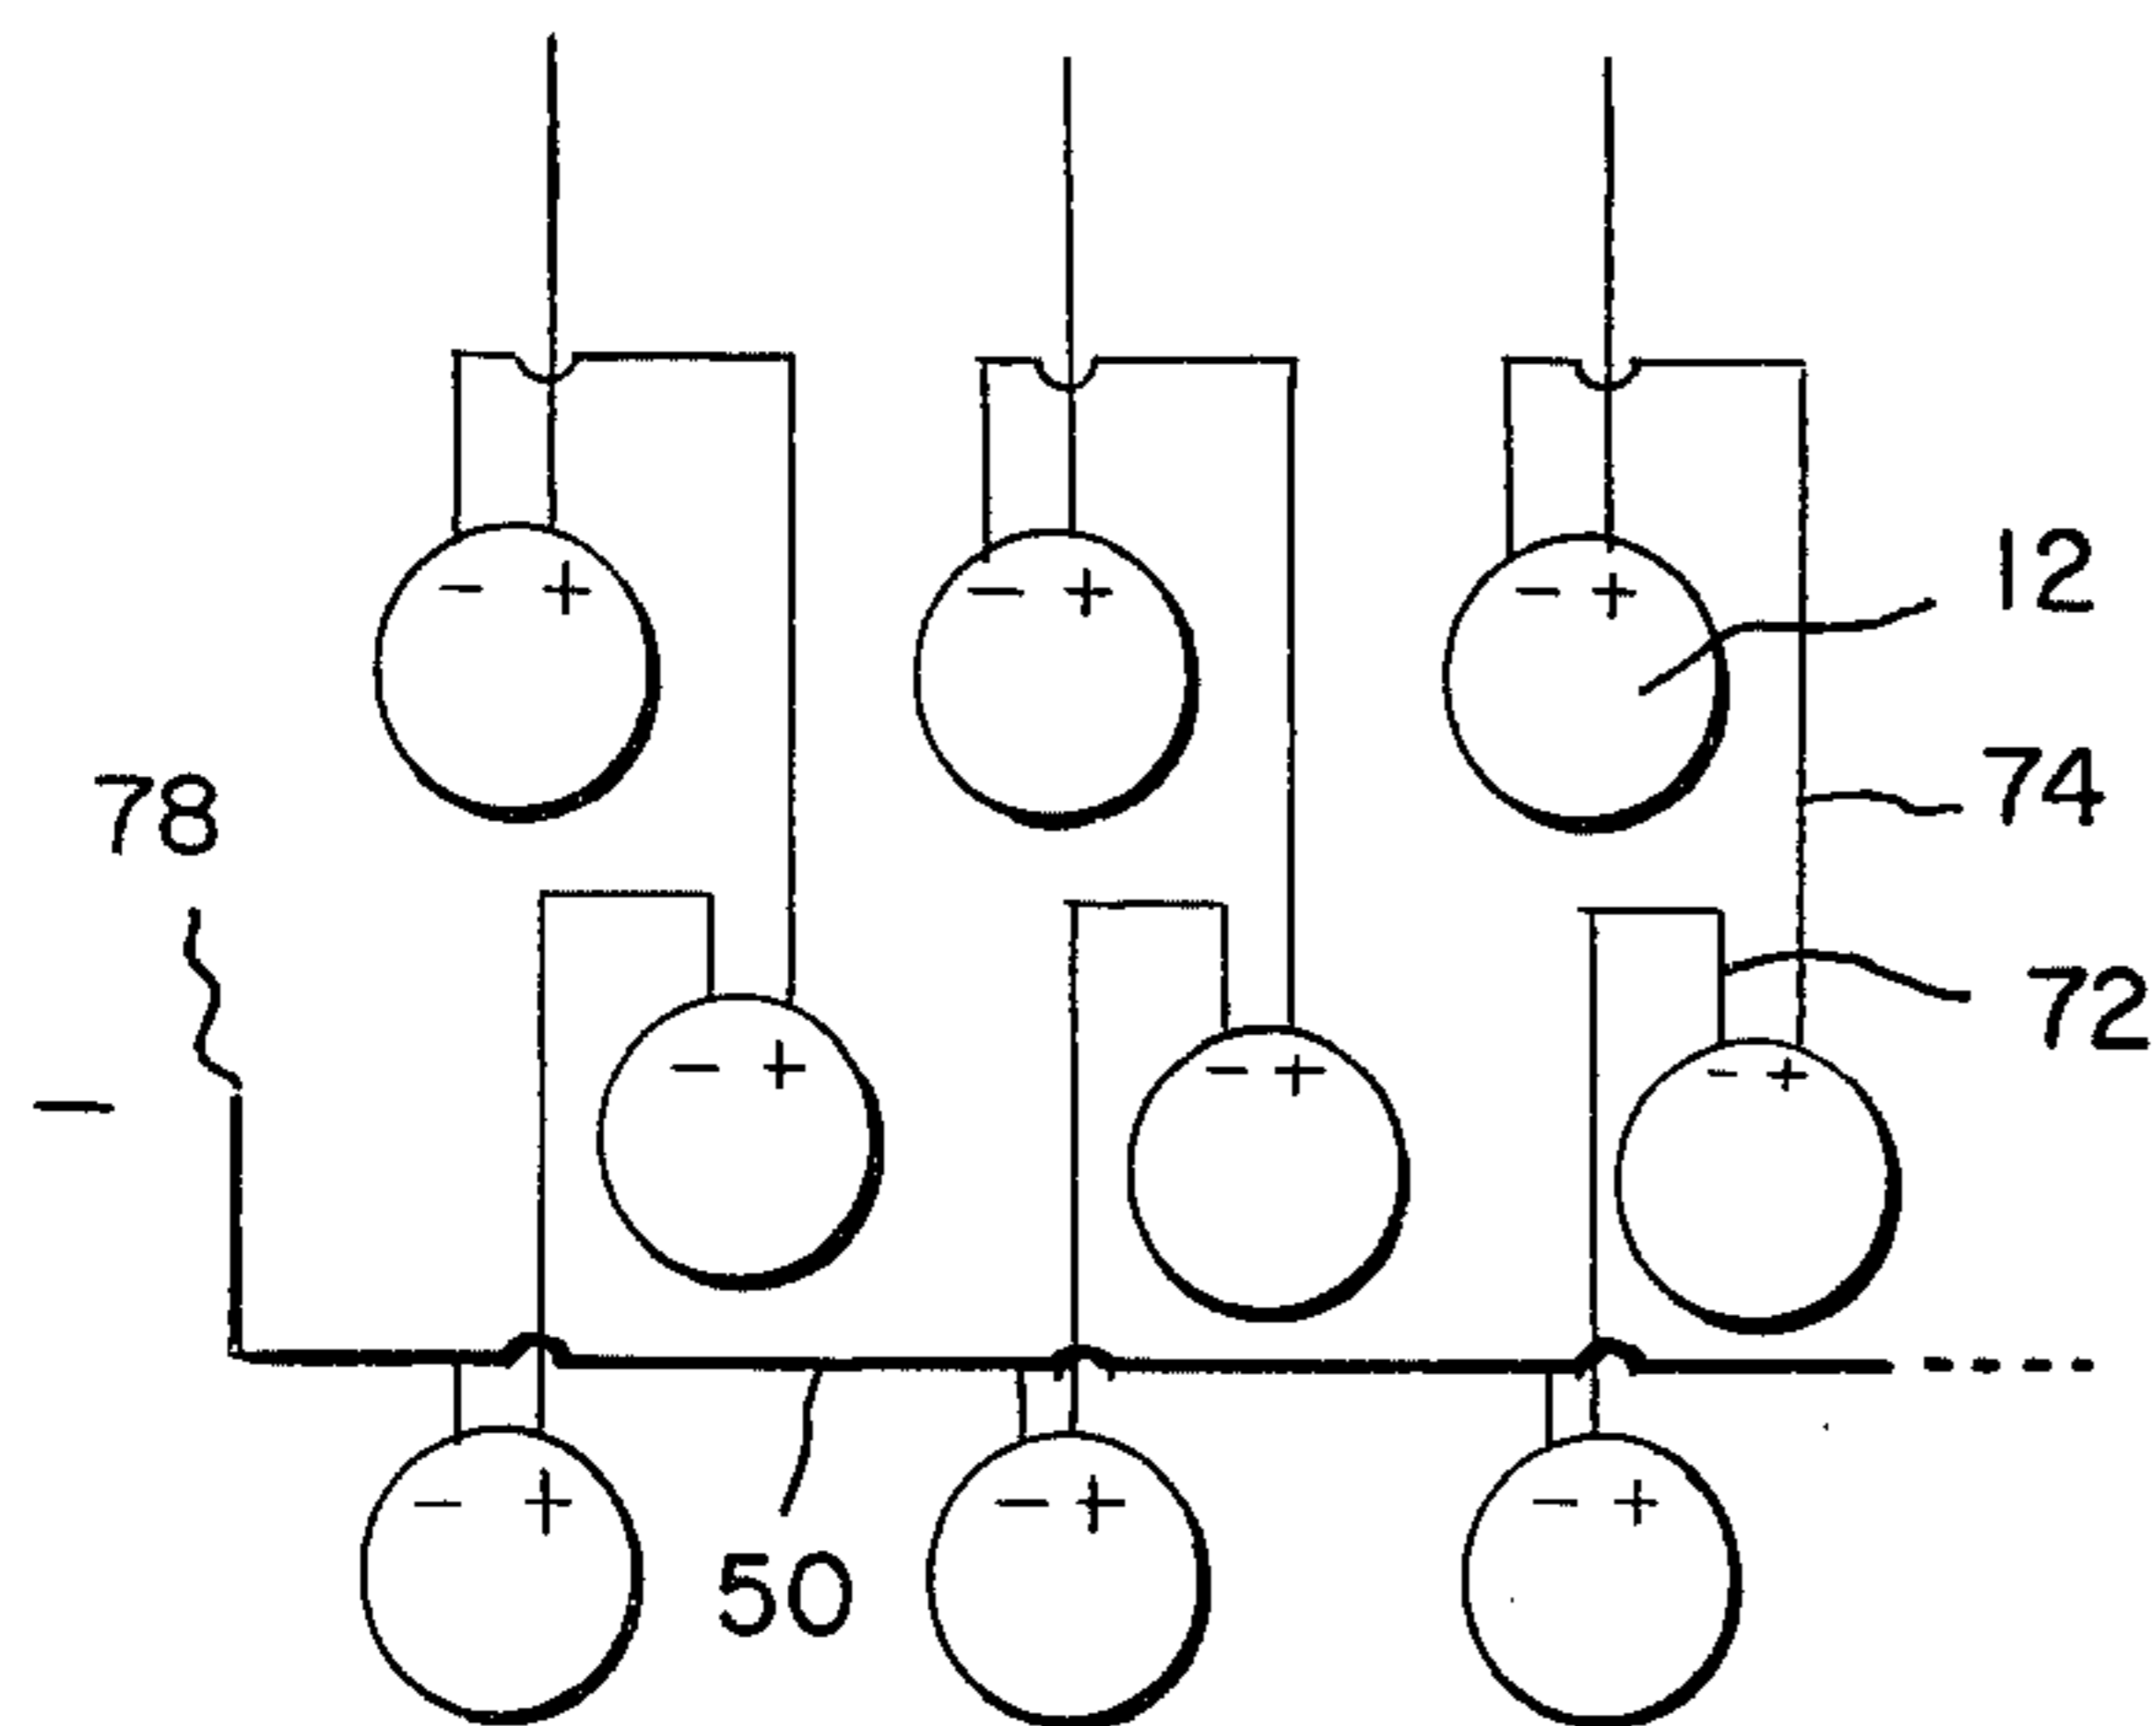 - + - + - +
12
74
78
72
- + - + - +
-
50
- + - + - +